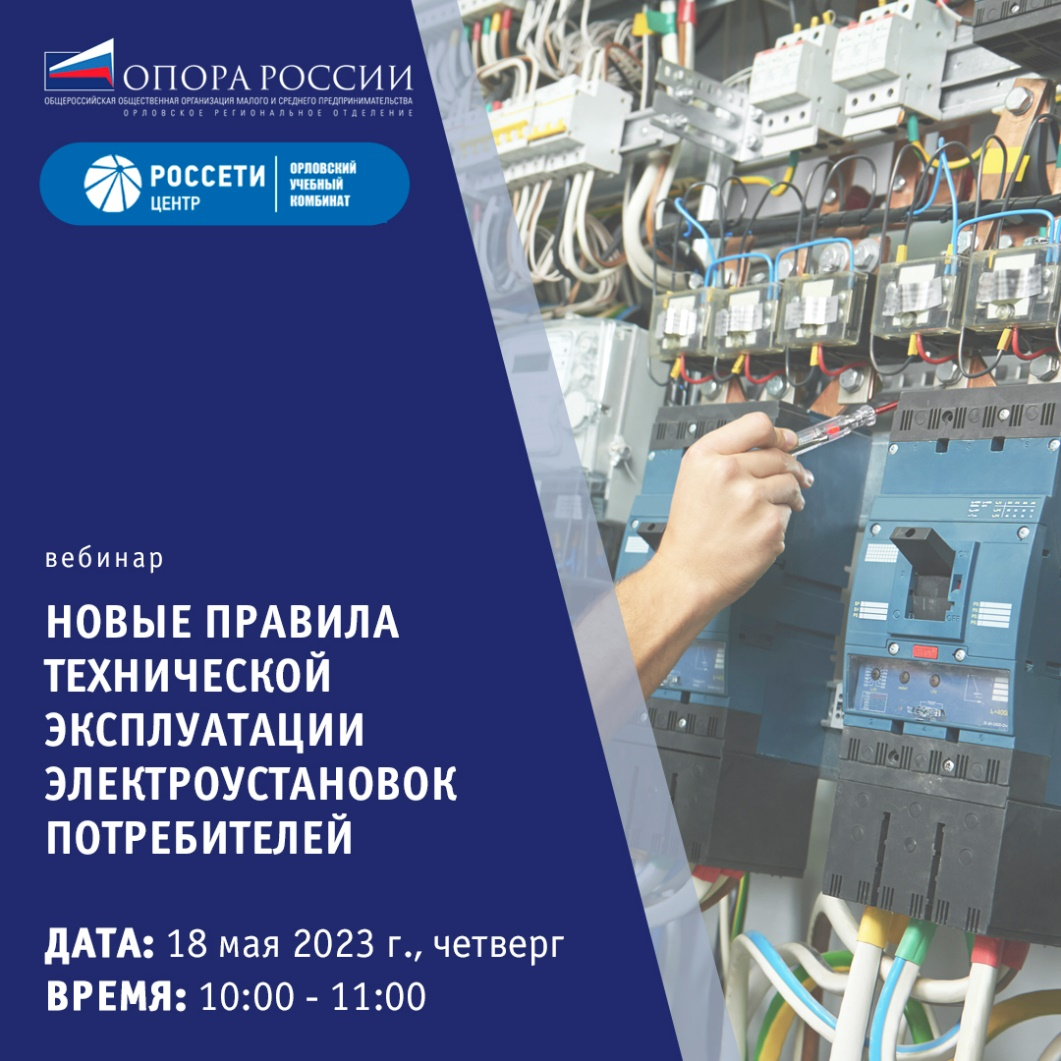 ОПОРА РОССИИ
ОБЩЕРОССИЙСКАЯ ОБЩЕСТВЕННАЯ ОРГАНИЗАЦИЯ МАЛОГО И СРЕДНЕГО ПРЕДПРИНИМАТЕЛЬСТВА
ОРЛОВСКОЕ РЕГИОНАЛЬНОЕ ОТДЕЛЕНИЕ
РОССЕТИ
ЦЕНТР
ОРЛОВСКИЙ
УЧЕБНЫЙ
КОМБИНАТ
вебинар
НОВЫЕ ПРАВИЛА
ТЕХНИЧЕСКОЙ
ЭКСПЛУАТАЦИИ
ЭЛЕКТРОУСТАНОВОК
ПОТРЕБИТЕЛЕЙ
ДАТА: 18 мая 2023 г., четверг
ВРЕМЯ: 10:00 - 11:00